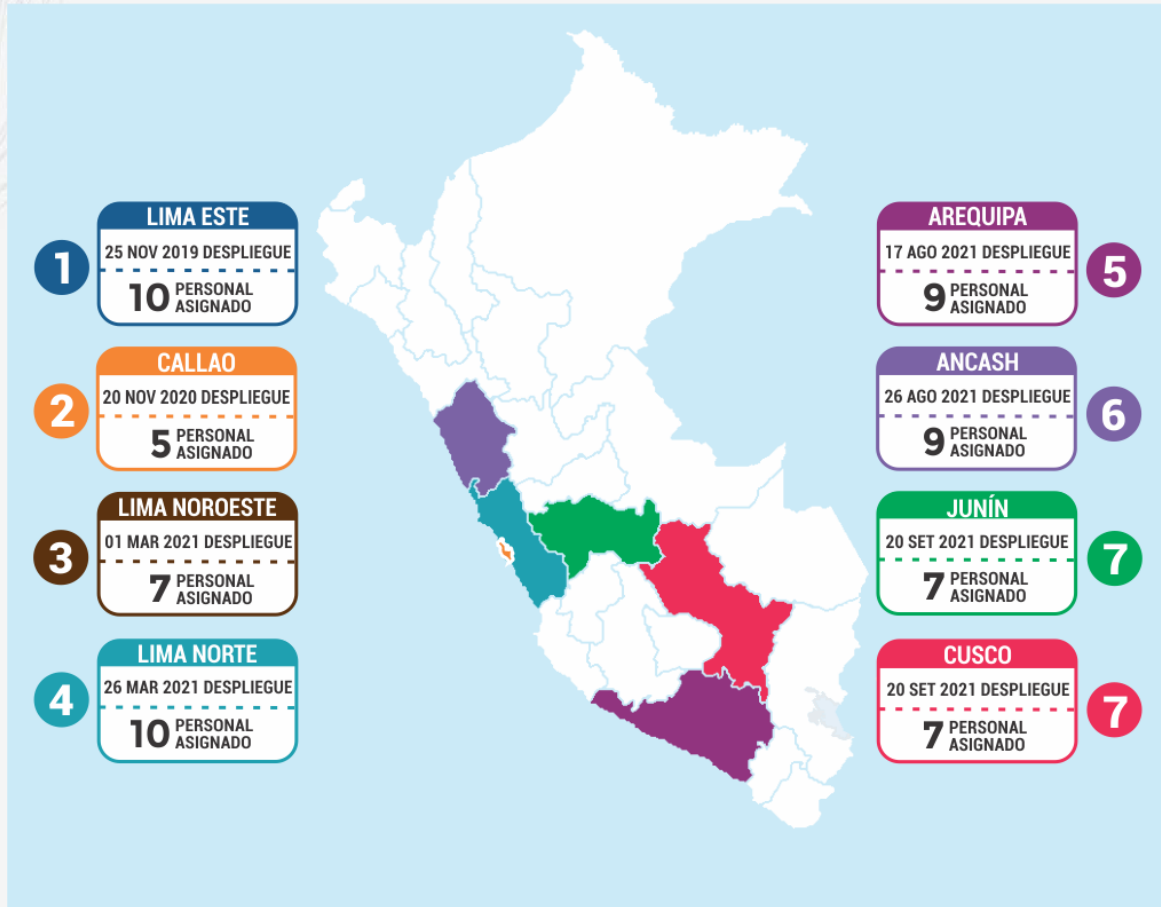 1
LIMA ESTE
25 NOV 2019 DESPLIEGUE
10 PERSONAL
ASIGNADO
2
CALLAO
20 NOV 2020 DESPLIEGUE
5 PERSONAL
ASIGNADO
3
LIMA NOROESTE
01 MAR 2021 DESPLIEGUE
7 PERSONAL
ASIGNADO
4
LIMA NORTE
26 MAR 2021 DESPLIEGUE
10 PERSONAL
ASIGNADO
AREQUIPA
17 AGO 2021 DESPLIEGUE
9 PERSONAL
ASIGNADO
5
ANCASH
26 AGO 2021 DESPLIEGUE
9 PERSONAL
ASIGNADO
6
JUNÍN
20 SET 2021 DESPLIEGUE
7 PERSONAL
ASIGNADO
7
CUSCO
20 SET 2021 DESPLIEGUE
7 PERSONAL
ASIGNADO
7